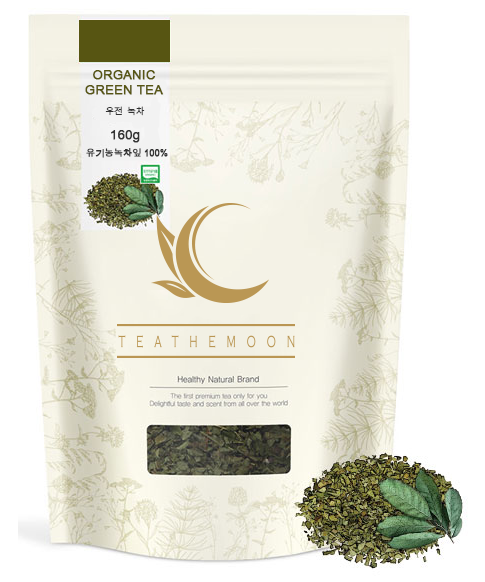 ORGANIC
GREEN TEA
우전 녹차
160g
유기농녹차잎 100%
TEATHEMOON
Healthy Natural Brand
The first premium tea only for you
Delightful taste and scent from all over the world